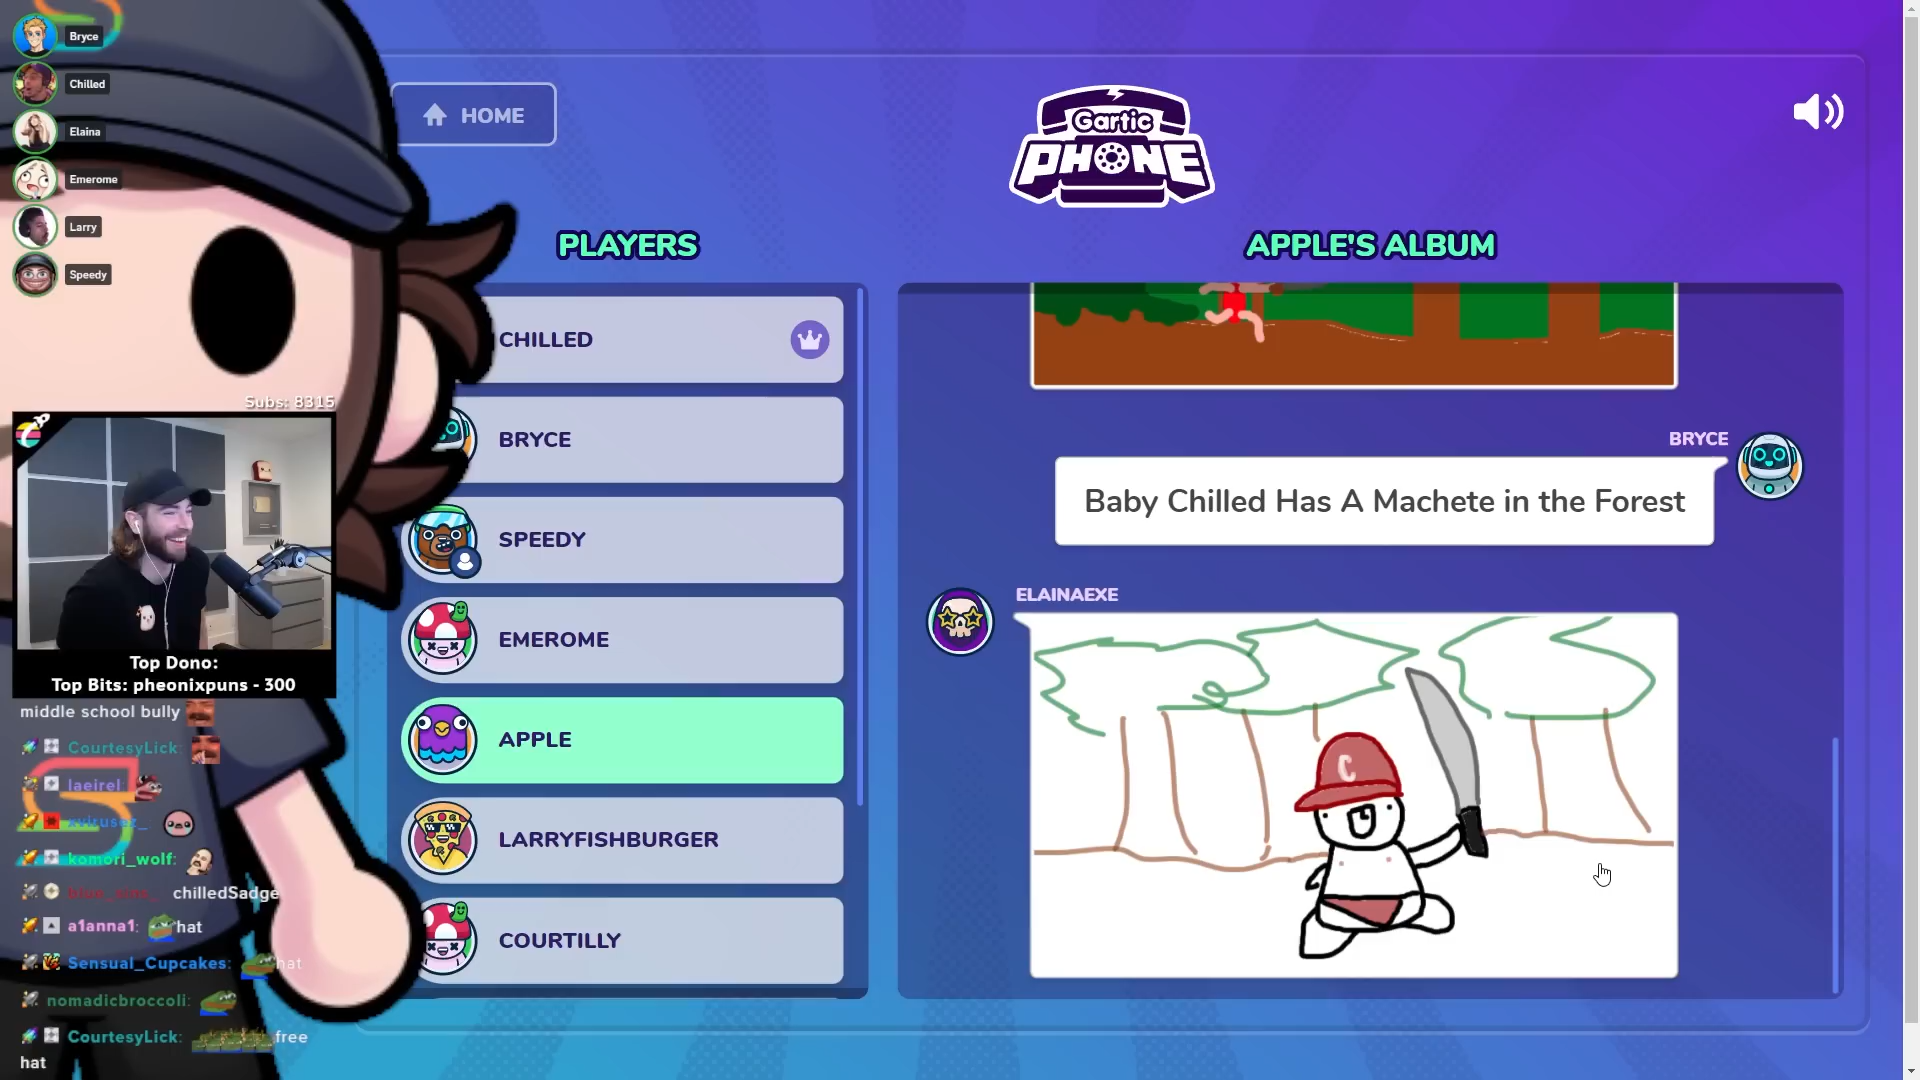 Bryce
Chilled
Elaina
Emerome
Larry
Speedy
HOME
Gartic
PHONE
PLAYERS
APPLE'S ALBUM
CHILLED
BRYCE
SPEEDY
EMEROME
APPLE
LARRYFISHBURGER
COURTILLY
BRYCE
Baby Chilled Has A Machete in the Forest
ELAINAEXE
C
Subs: 8315
Top Dono:
Top Bits: pheonixpuns - 300
middle school bully
CourtesyLick:
laeirel:
komori_wolf:
chilledSadge
a1anna1: hat
Sensual_Cupcakes: hat
nomadicbroccoli:
CourtesyLick: free
hat